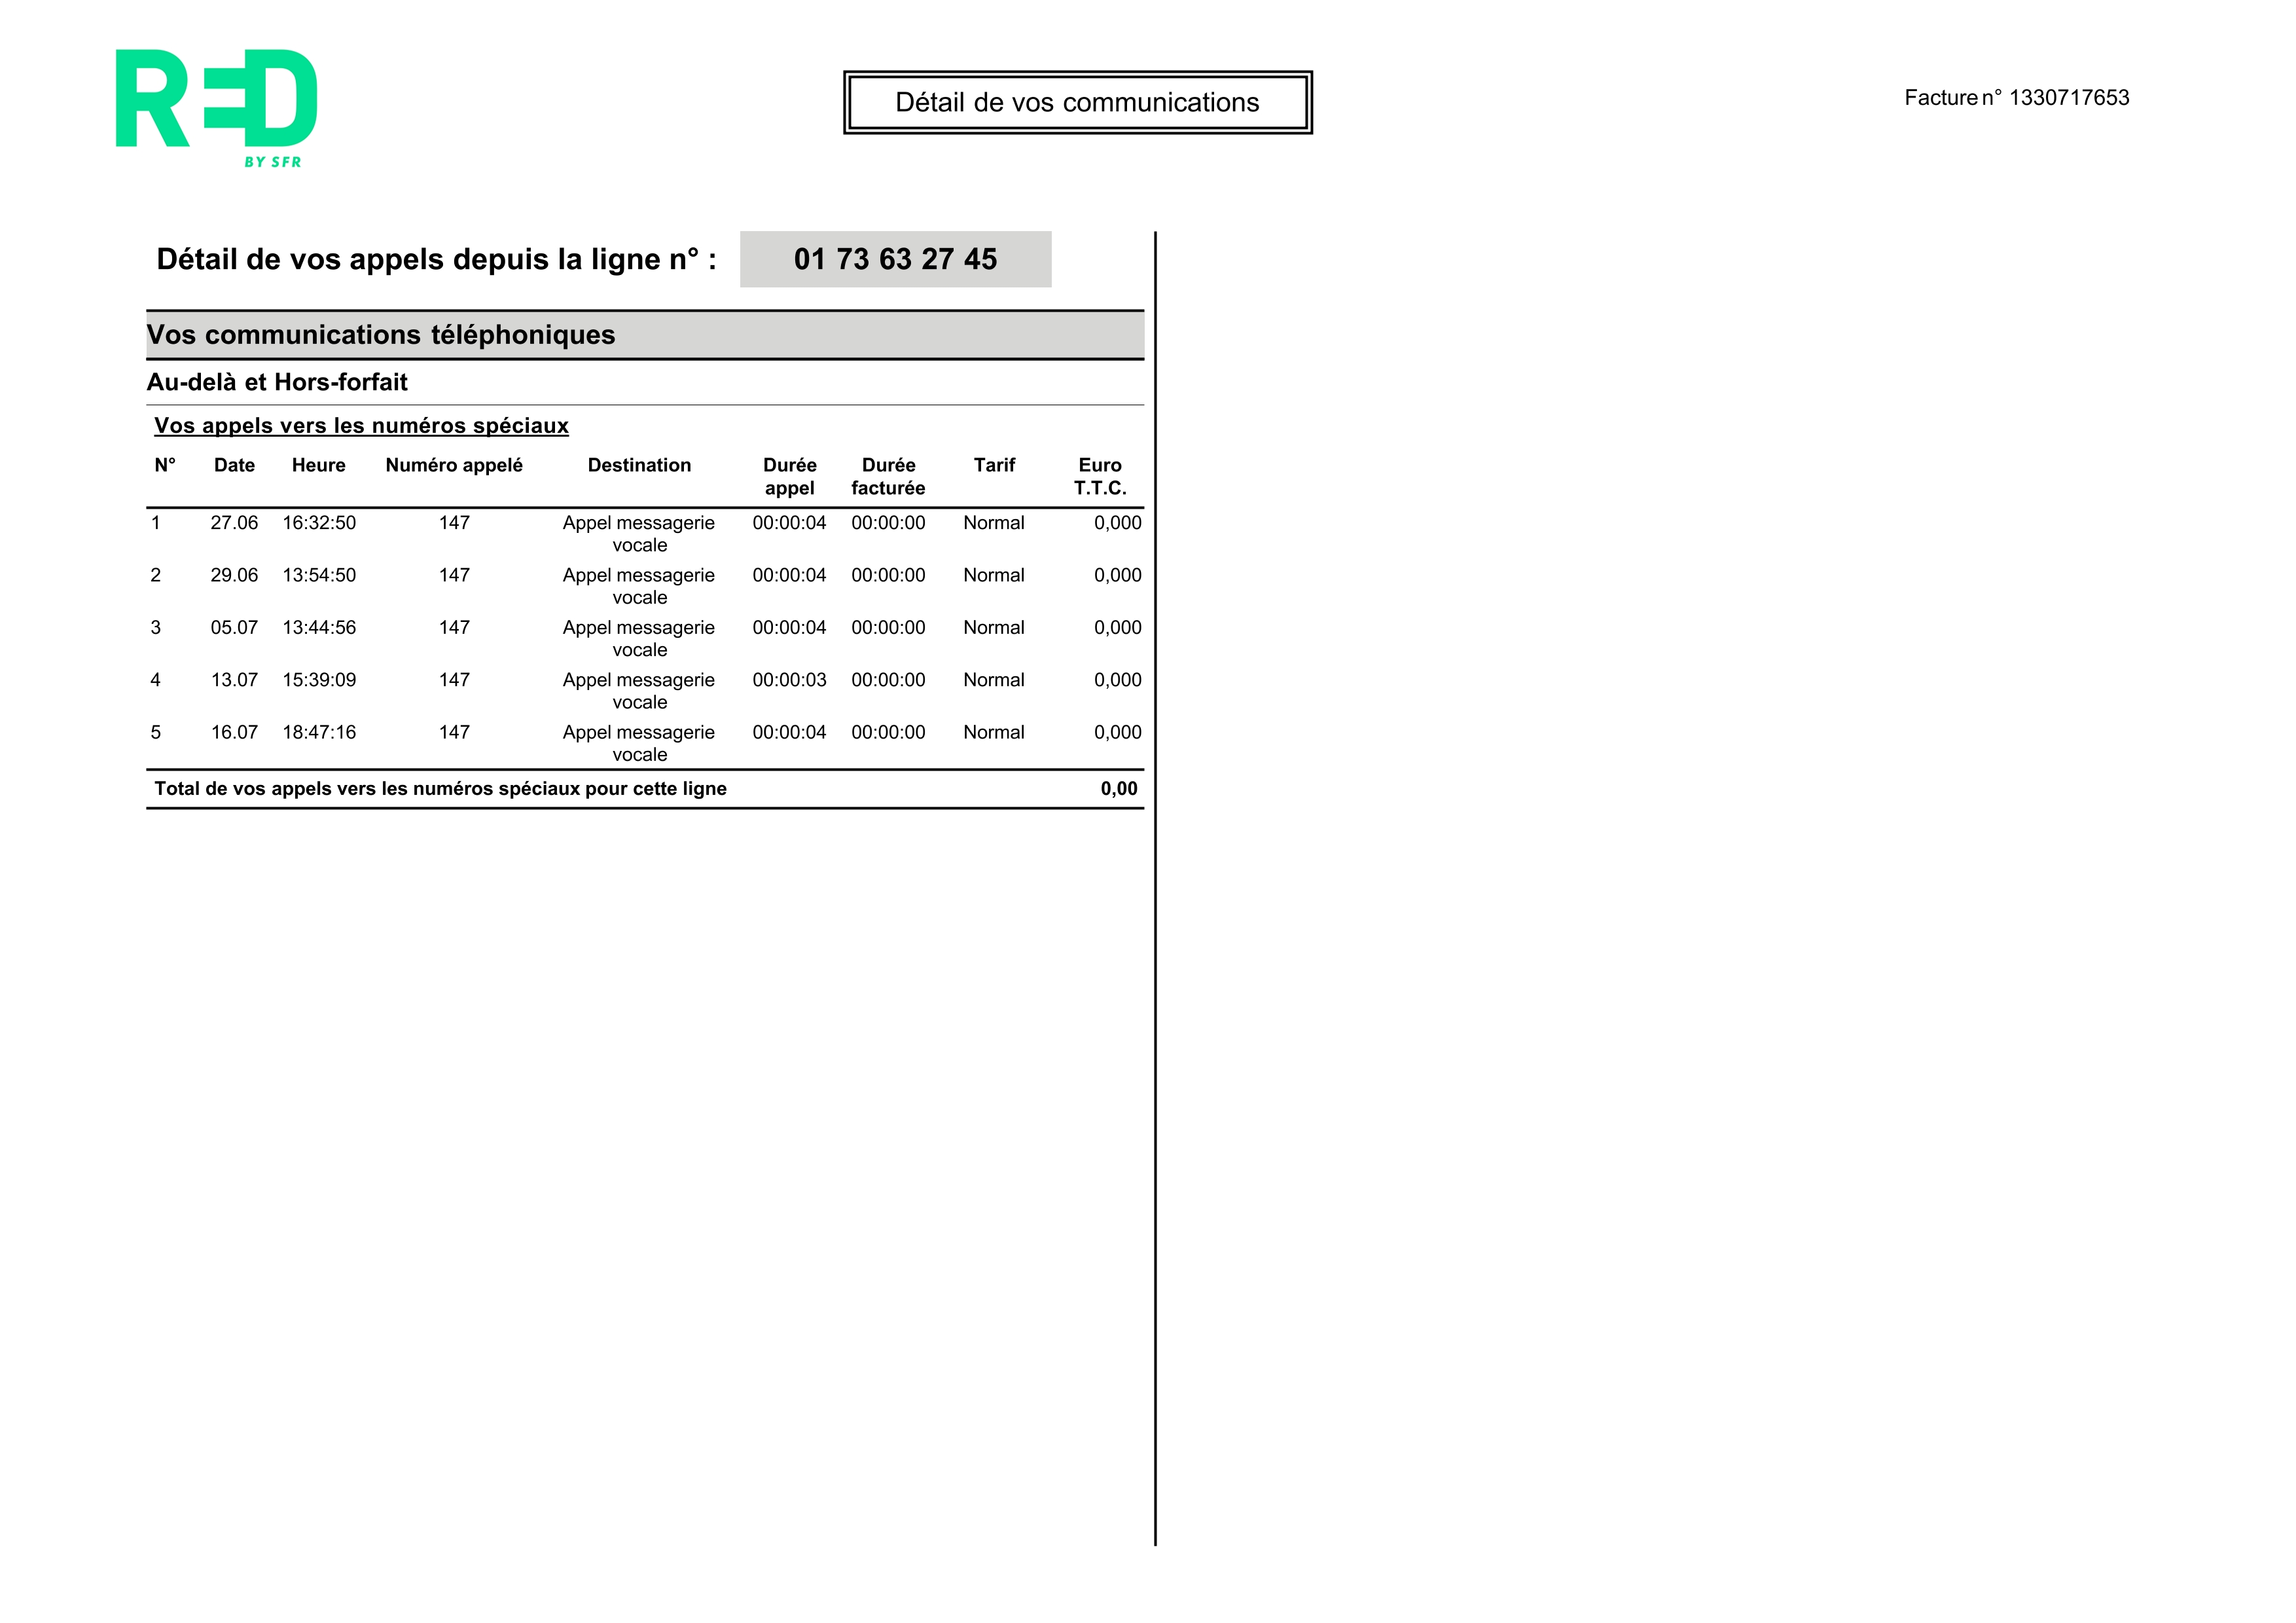 RED
BY SFR
Détail de vos communications
Facture n° 1330717653
Détail de vos appels depuis la ligne n° : 01 73 63 27 45
Vos communications téléphoniques
Au-delà et Hors-forfait
Vos appels vers les numéros spéciaux
N° Date Heure Numéro appelé Destination Durée appel Durée facturée Tarif Euro T.T.C.
1 27.06 16:32:50 147 Appel messagerie vocale 00:00:04 00:00:00 Normal 0,000
2 29.06 13:54:50 147 Appel messagerie vocale 00:00:04 00:00:00 Normal 0,000
3 05.07 13:44:56 147 Appel messagerie vocale 00:00:04 00:00:00 Normal 0,000
4 13.07 15:39:09 147 Appel messagerie vocale 00:00:03 00:00:00 Normal 0,000
5 16.07 18:47:16 147 Appel messagerie vocale 00:00:04 00:00:00 Normal 0,000
Total de vos appels vers les numéros spéciaux pour cette ligne 0,00